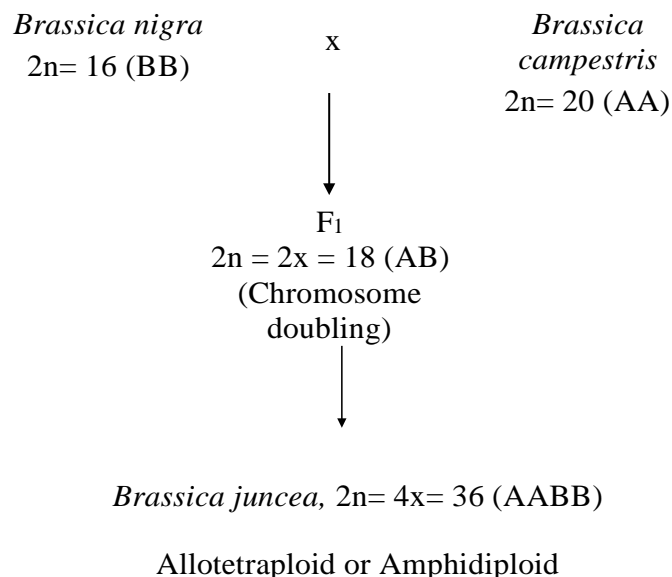 Brassica nigra
2n= 16 (BB)
x
Brassica
campestris
2n= 20 (AA)
F1
2n = 2x = 18 (AB)
(Chromosome
doubling)
Brassica juncea, 2n= 4x= 36 (AABB)
Allotetraploid or Amphidiploid